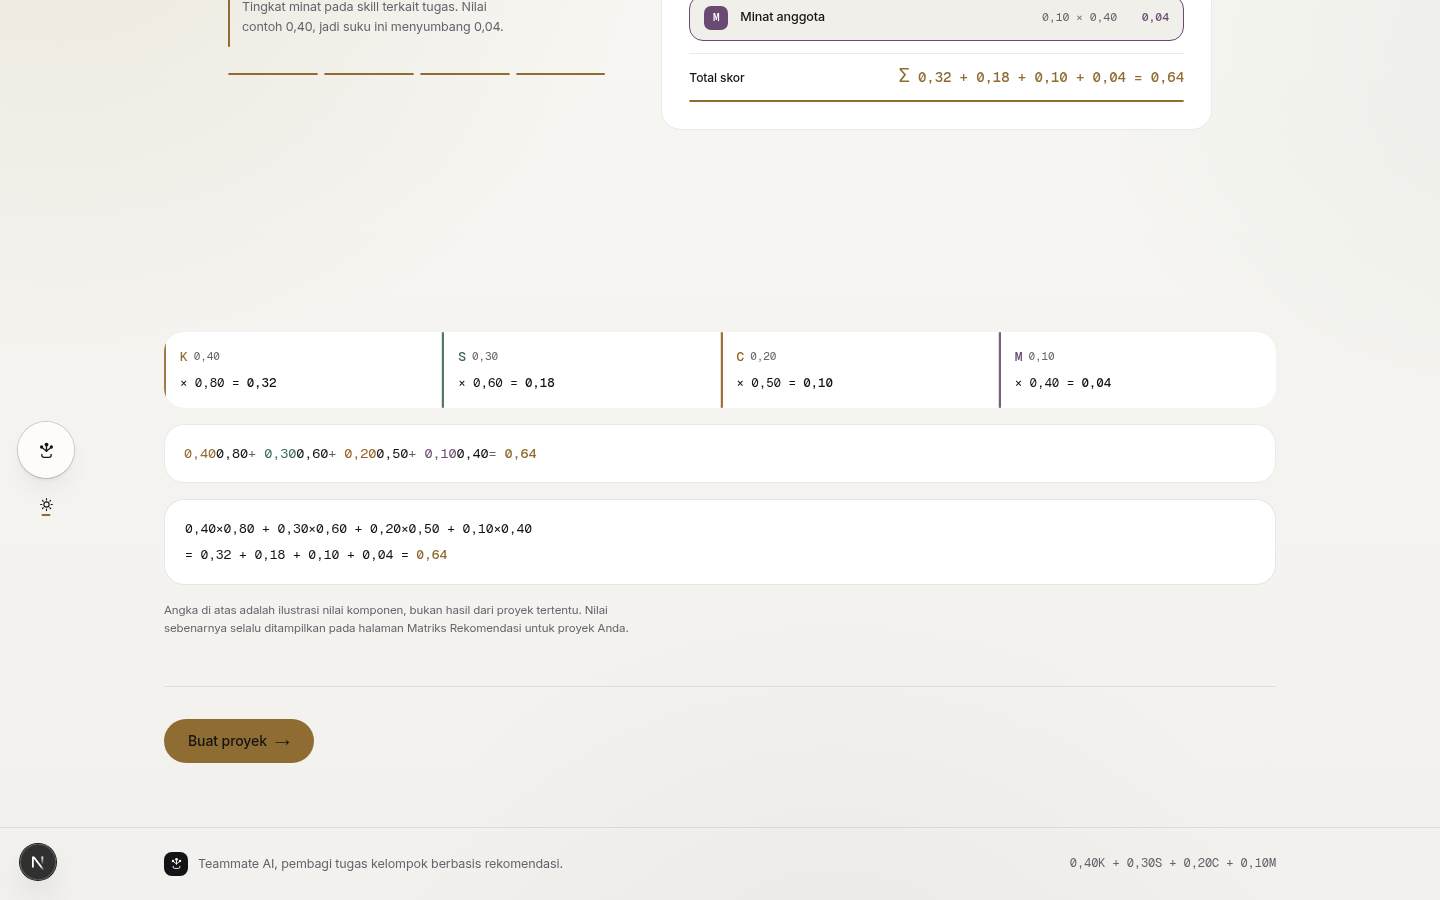 Tingkat minat pada skill terkait tugas. Nilai
contoh 0,40, jadi suku ini menyumbang 0,04.
M Minat anggota 0,10 × 0,40 0,04
Total skor Σ 0,32 + 0,18 + 0,10 + 0,04 = 0,64
K 0,40
× 0,80 = 0,32
S 0,30
× 0,60 = 0,18
C 0,20
× 0,50 = 0,10
M 0,10
× 0,40 = 0,04
0,400,80+ 0,300,60+ 0,200,50+ 0,100,40= 0,64
0,40×0,80 + 0,30×0,60 + 0,20×0,50 + 0,10×0,40
= 0,32 + 0,18 + 0,10 + 0,04 = 0,64
Angka di atas adalah ilustrasi nilai komponen, bukan hasil dari proyek tertentu. Nilai
sebenarnya selalu ditampilkan pada halaman Matriks Rekomendasi untuk proyek Anda.
Buat proyek →
N
Teammate AI, pembagi tugas kelompok berbasis rekomendasi.
0,40K + 0,30S + 0,20C + 0,10M